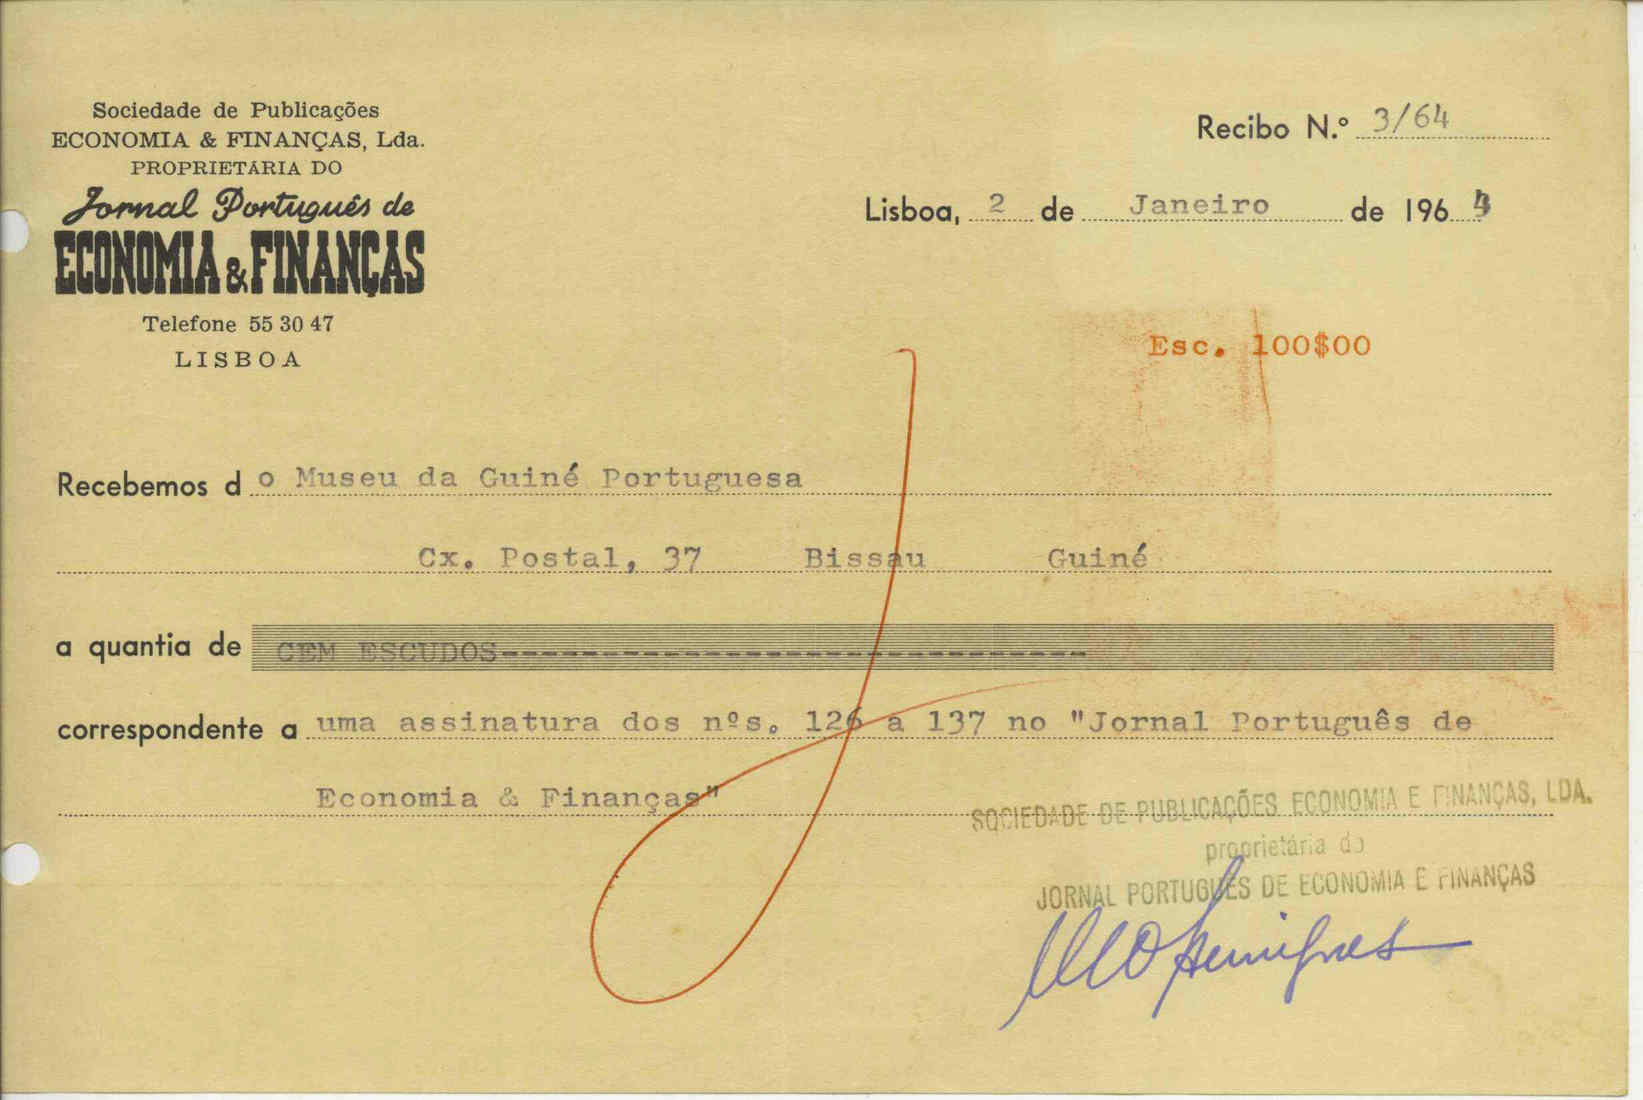 Sociedade de Publicações
ECONOMIA & FINANÇAS, Lda.
PROPRIETÁRIA DO
Jornal Português de
ECONOMIA & FINANÇAS
Telefone 55 30 47
LISBOA
Recibo N.º 3/64
Lisboa, 2 de Janeiro de 1964
Esc. 100$00
Recebemos d o Museu da Guiné Portuguesa
Cx. Postal, 37 Bissau Guiné
a quantia de CEM ESCUDOS-----------------------------
correspondente a uma assinatura dos nºs. 126 a 137 no "Jornal Português de
Economia & Finanças"
SOCIEDADE DE PUBLICAÇÕES ECONOMIA E FINANÇAS, LDA.
proprietária do
JORNAL PORTUGUÊS DE ECONOMIA E FINANÇAS